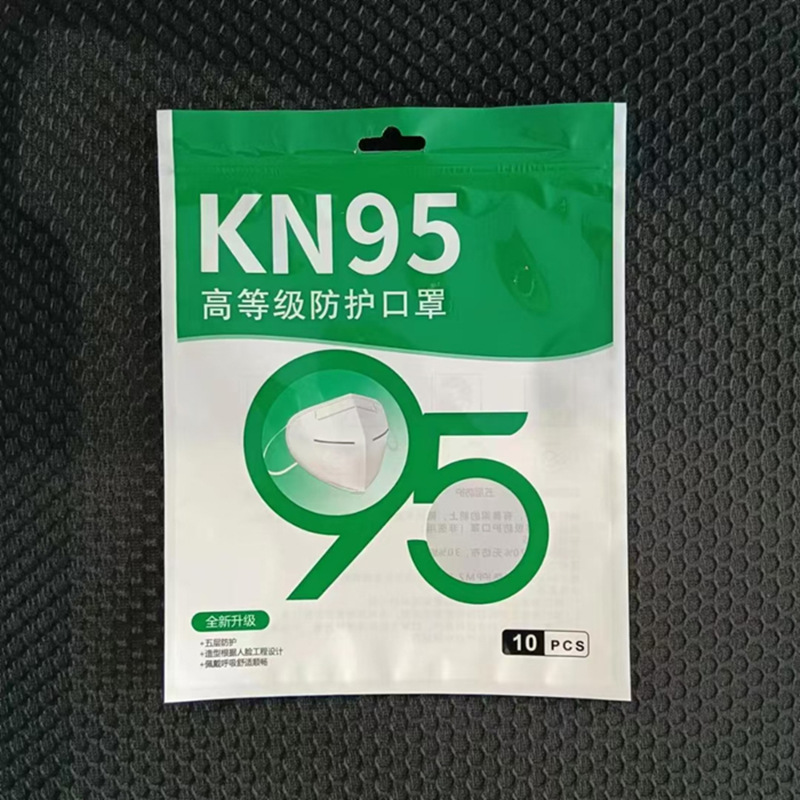 KN95
高等级防护口罩
95
全新升级
+五层防护
+造型根据人脸工程设计
+佩戴呼吸舒适顺畅
10 PCS